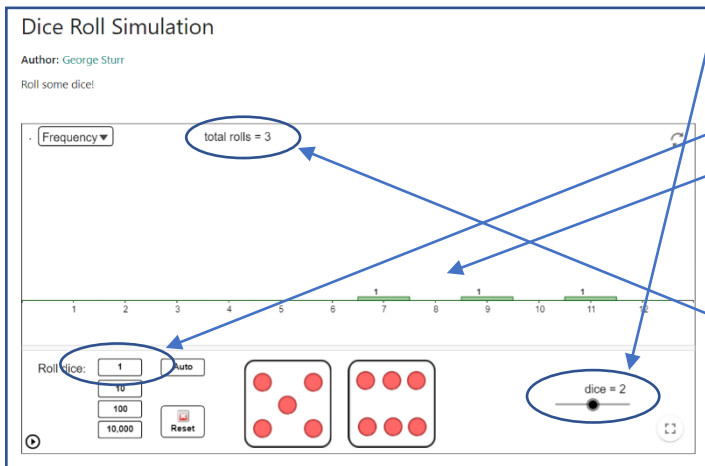 Dice Roll Simulation
Author: George Sturr
Roll some dice!
Frequency▼ total rolls = 3
1 1 1
1 2 3 4 5 6 7 8 9 10 11 12
Roll dice: 1 Auto
10
100
10,000 Reset
dice = 2